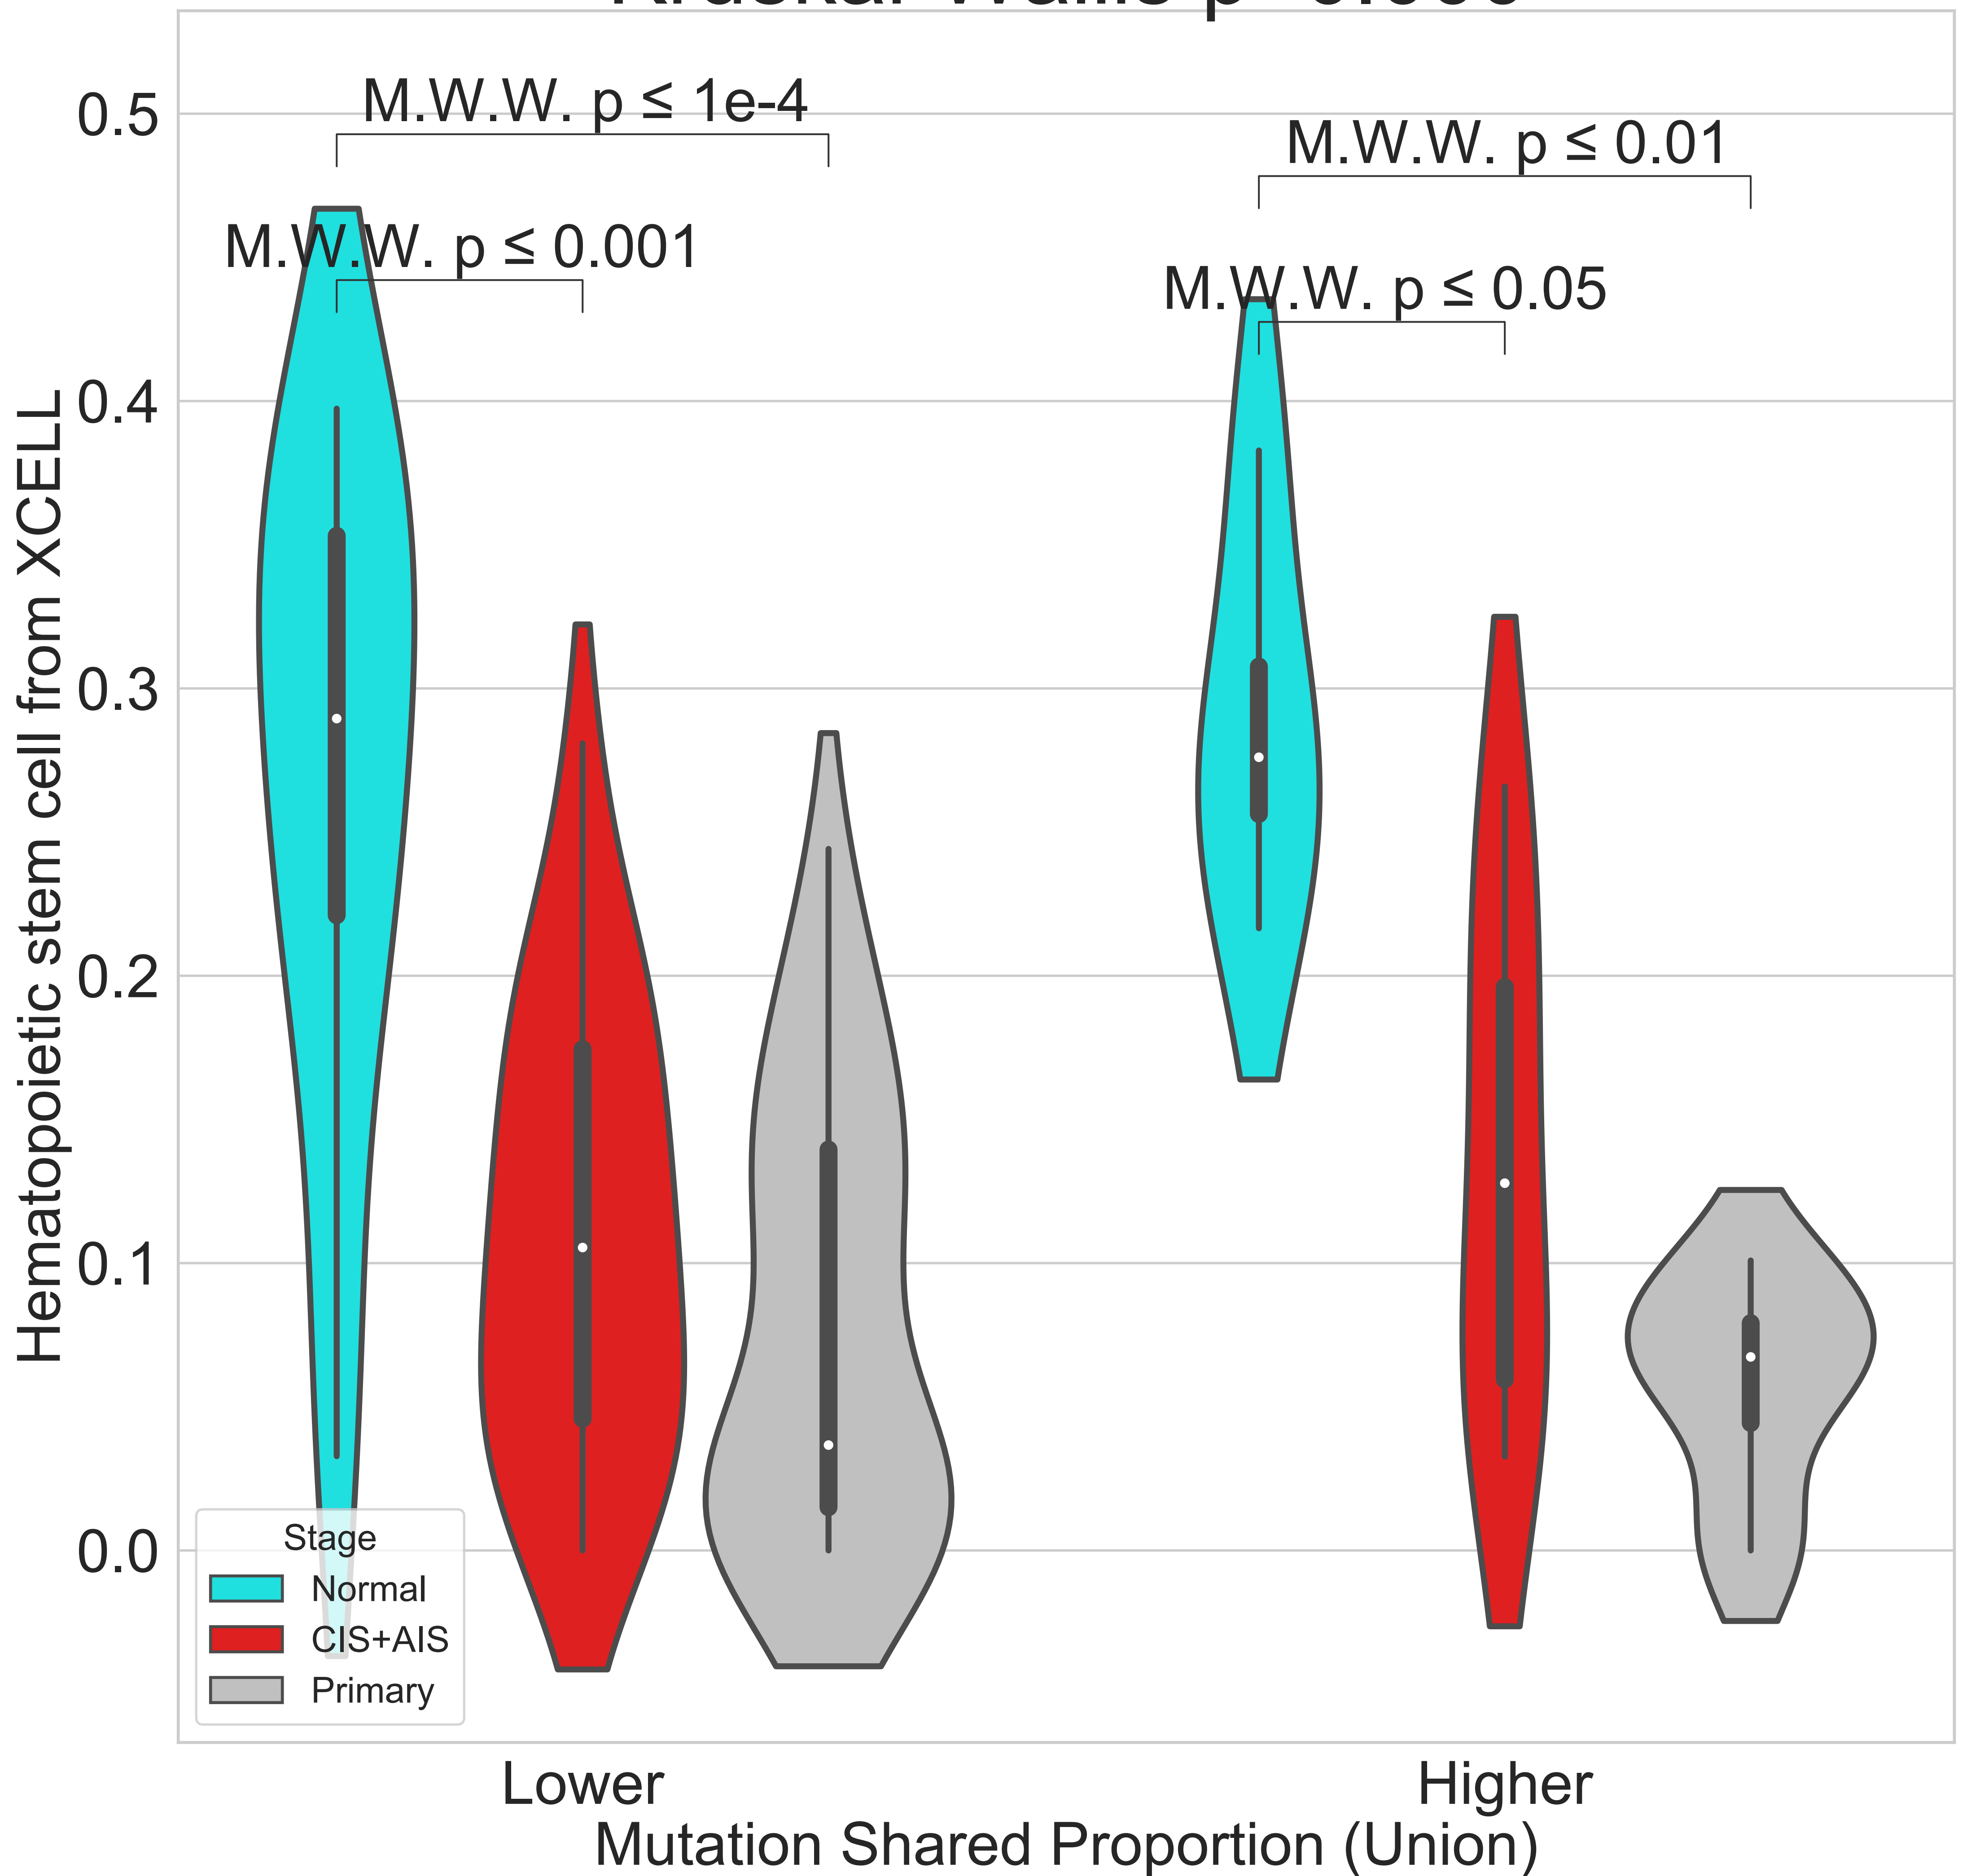 M.W.W. p ≤ 1e-4
M.W.W. p ≤ 0.01
M.W.W. p ≤ 0.001
M.W.W. p ≤ 0.05
Hematopoietic stem cell from XCELL
0.5
0.4
0.3
0.2
0.1
0.0
Stage
Normal
CIS+AIS
Primary
Lower
Higher
Mutation Shared Proportion (Union)